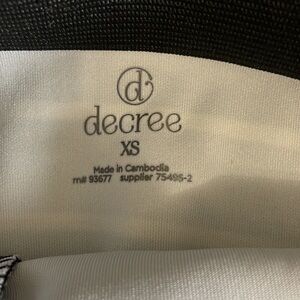 d
decree
XS
Made in Cambodia
rn# 93677 supplier 75495-2